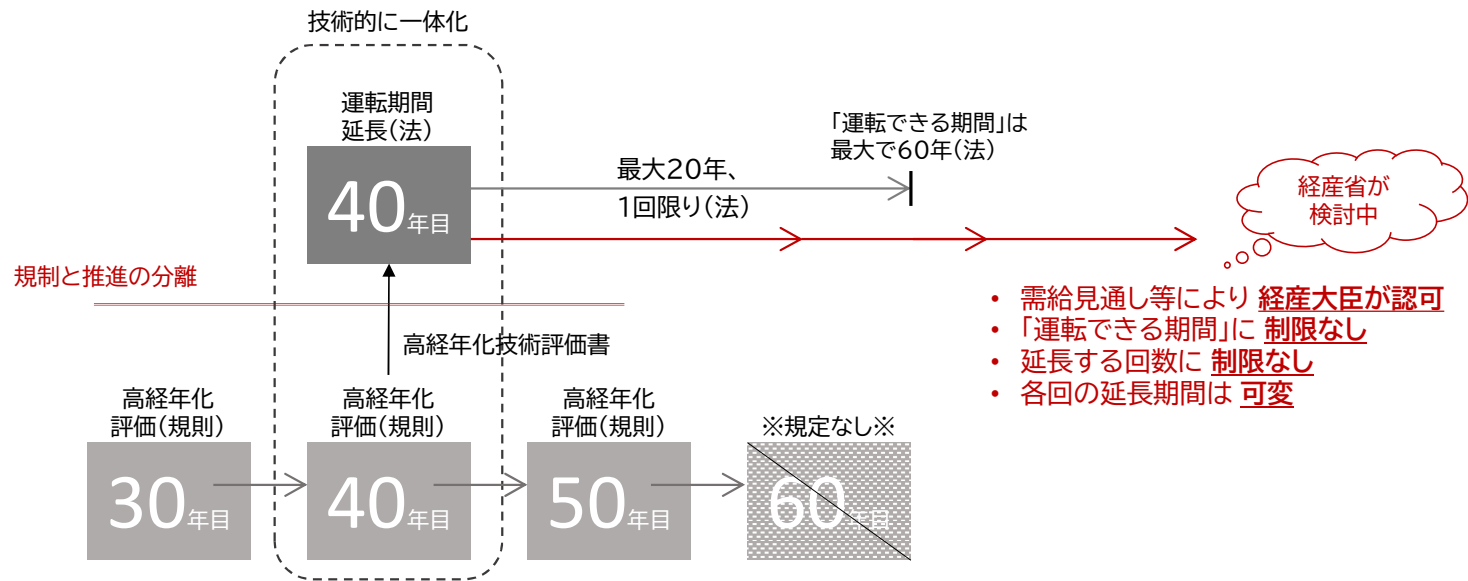 技術的に一体化
運転期間
延長(法)
40年目
最大20年、
1回限り(法)
「運転できる期間」は
最大で60年(法)
経産省が
検討中
規制と推進の分離
• 需給見通し等により 経産大臣が認可
• 「運転できる期間」に 制限なし
• 延長する回数に 制限なし
• 各回の延長期間は 可変
高経年化技術評価書
高経年化
評価(規則)
30年目
高経年化
評価(規則)
40年目
高経年化
評価(規則)
50年目
※規定なし※
60年目